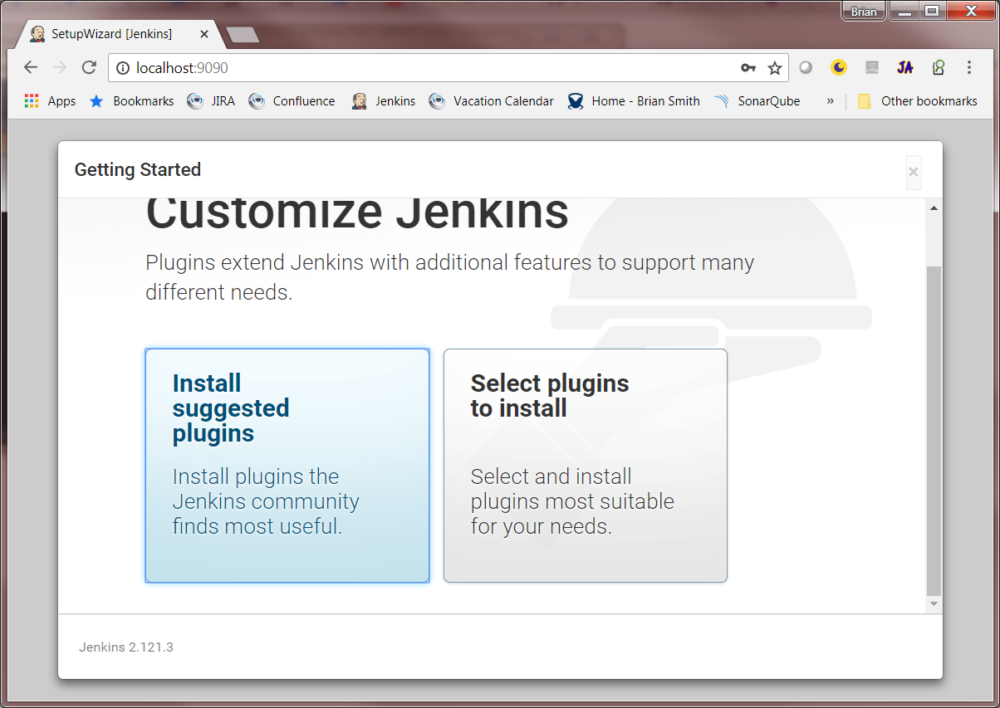 Brian
SetupWizard [Jenkins]
localhost:9090
JA
Apps Bookmarks JIRA Confluence Jenkins Vacation Calendar Home - Brian Smith SonarQube » Other bookmarks
Getting Started
×
Customize Jenkins
Plugins extend Jenkins with additional features to support many
different needs.
Install
suggested
plugins
Install plugins the
Jenkins community
finds most useful.
Select plugins
to install
Select and install
plugins most suitable
for your needs.
Jenkins 2.121.3